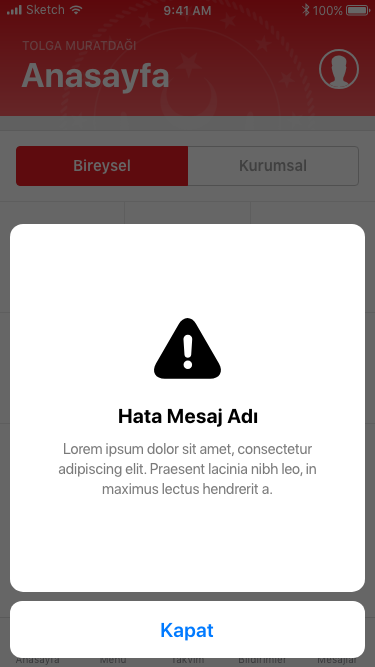 Sketch 9:41 AM 100%
TOLGA MURATDAĞI
Anasayfa
Bireysel Kurumsal
Hata Mesaj Adı
Lorem ipsum dolor sit amet, consectetur
adipiscing elit. Praesent lacinia nibh leo, in
maximus lectus hendrerit a.
Kapat
Anasayfa Menü Takvim Bildirimler Mesajlar